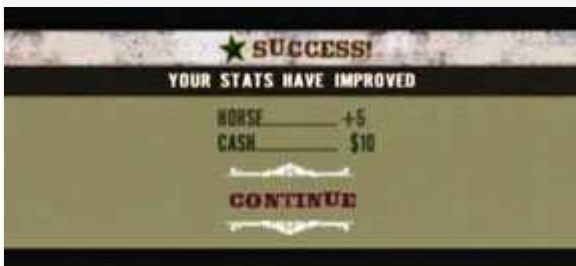 SUCCESS!
YOUR STATS HAVE IMPROVED
HORSE +5
CASH $10
CONTINUE